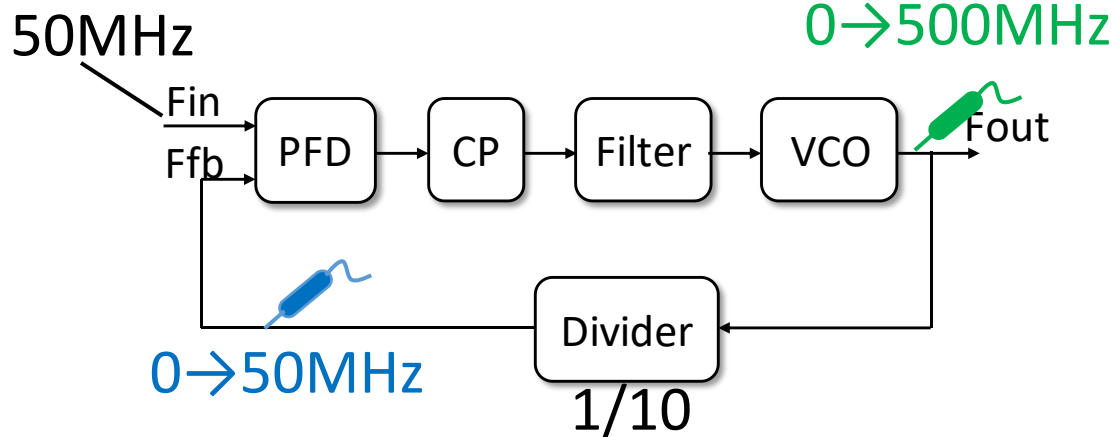 50MHz
0→500MHz
Fin
Ffb
PFD
CP
Filter
VCO
Fout
Divider
0→50MHz
1/10